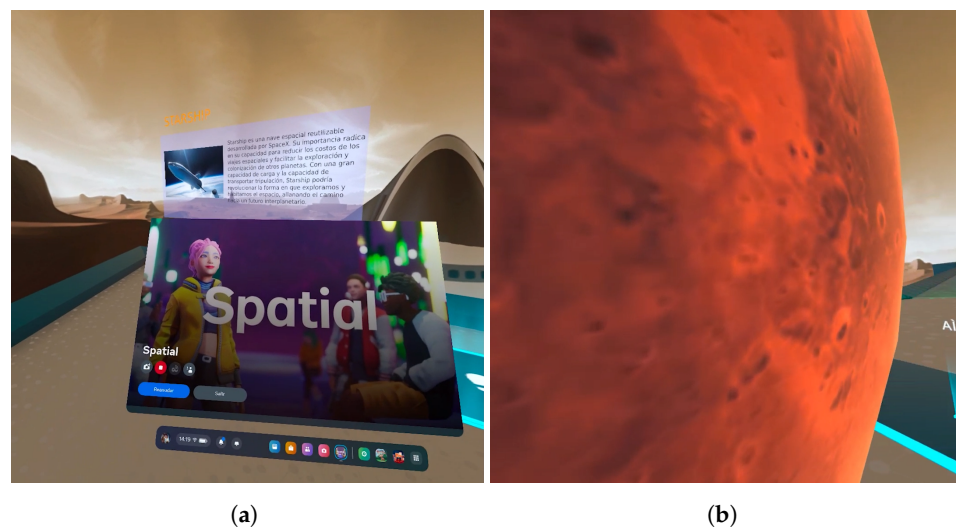 Starship es una nave espacial reutilizable
desarrollada por SpaceX. Su importancia radica
en su capacidad para reducir los costos de los
viajes espaciales y facilitar la exploración y
colonización de otros planetas. Con una gran
capacidad de carga y la capacidad de
transportar tripulación, Starship podría
revolucionar la forma en que exploramos y
habitamos el espacio, allanando el camino
hacia un futuro interplanetario.
Spatial
Spatial
Reanudar
Salir
14:19
(a)
(b)